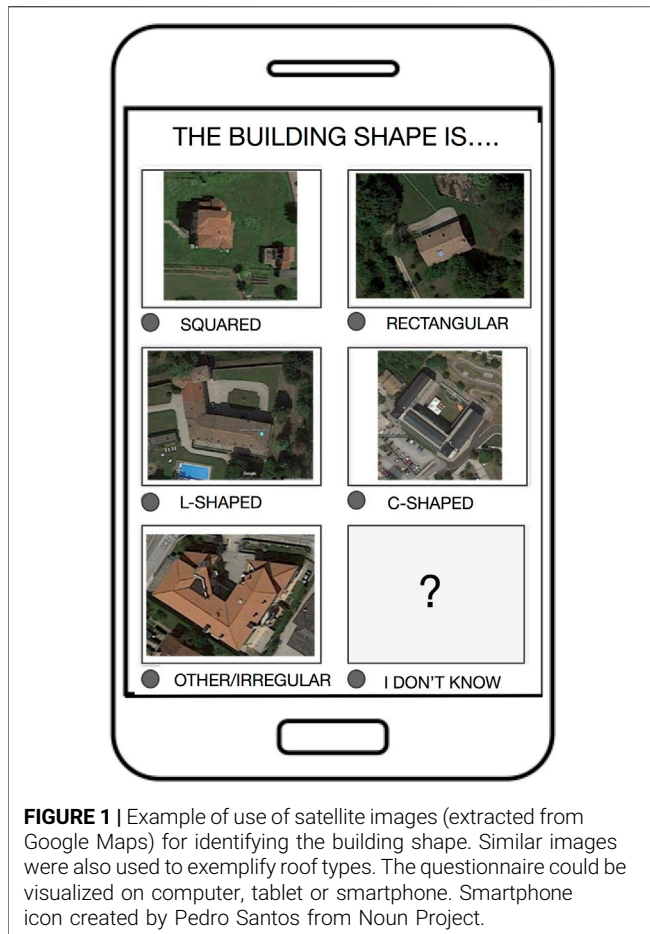 THE BUILDING SHAPE IS....
SQUARED
RECTANGULAR
L-SHAPED
C-SHAPED
?
OTHER/IRREGULAR
I DON'T KNOW
FIGURE 1 | Example of use of satellite images (extracted from
Google Maps) for identifying the building shape. Similar images
were also used to exemplify roof types. The questionnaire could be
visualized on computer, tablet or smartphone. Smartphone
icon created by Pedro Santos from Noun Project.